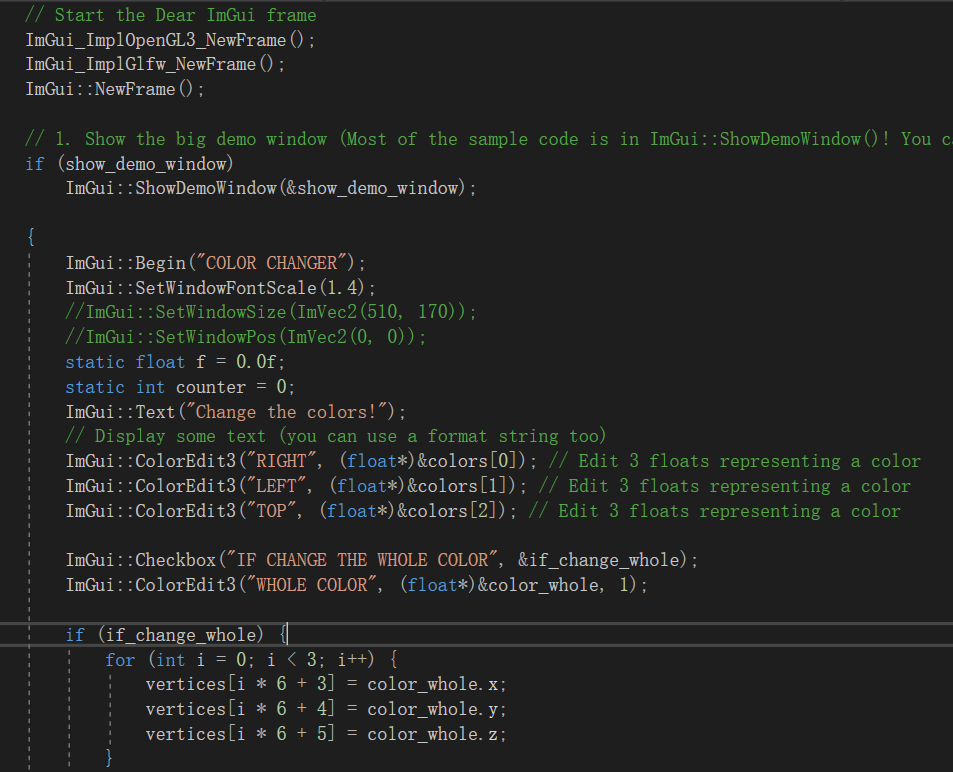 // Start the Dear ImGui frame
ImGui_ImplOpenGL3_NewFrame();
ImGui_ImplGlfw_NewFrame();
ImGui::NewFrame();
// 1. Show the big demo window (Most of the sample code is in ImGui::ShowDemoWindow()! You ca
if (show_demo_window)
ImGui::ShowDemoWindow(&show_demo_window);
{
ImGui::Begin("COLOR CHANGER");
ImGui::SetWindowFontScale(1.4);
//ImGui::SetWindowSize(ImVec2(510, 170));
//ImGui::SetWindowPos(ImVec2(0, 0));
static float f = 0.0f;
static int counter = 0;
ImGui::Text("Change the colors!");
// Display some text (you can use a format string too)
ImGui::ColorEdit3("RIGHT", (float*)&colors[0]); // Edit 3 floats representing a color
ImGui::ColorEdit3("LEFT", (float*)&colors[1]); // Edit 3 floats representing a color
ImGui::ColorEdit3("TOP", (float*)&colors[2]); // Edit 3 floats representing a color
ImGui::Checkbox("IF CHANGE THE WHOLE COLOR", &if_change_whole);
ImGui::ColorEdit3("WHOLE COLOR", (float*)&color_whole, 1);
if (if_change_whole) {
for (int i = 0; i < 3; i++) {
vertices[i * 6 + 3] = color_whole.x;
vertices[i * 6 + 4] = color_whole.y;
vertices[i * 6 + 5] = color_whole.z;
}